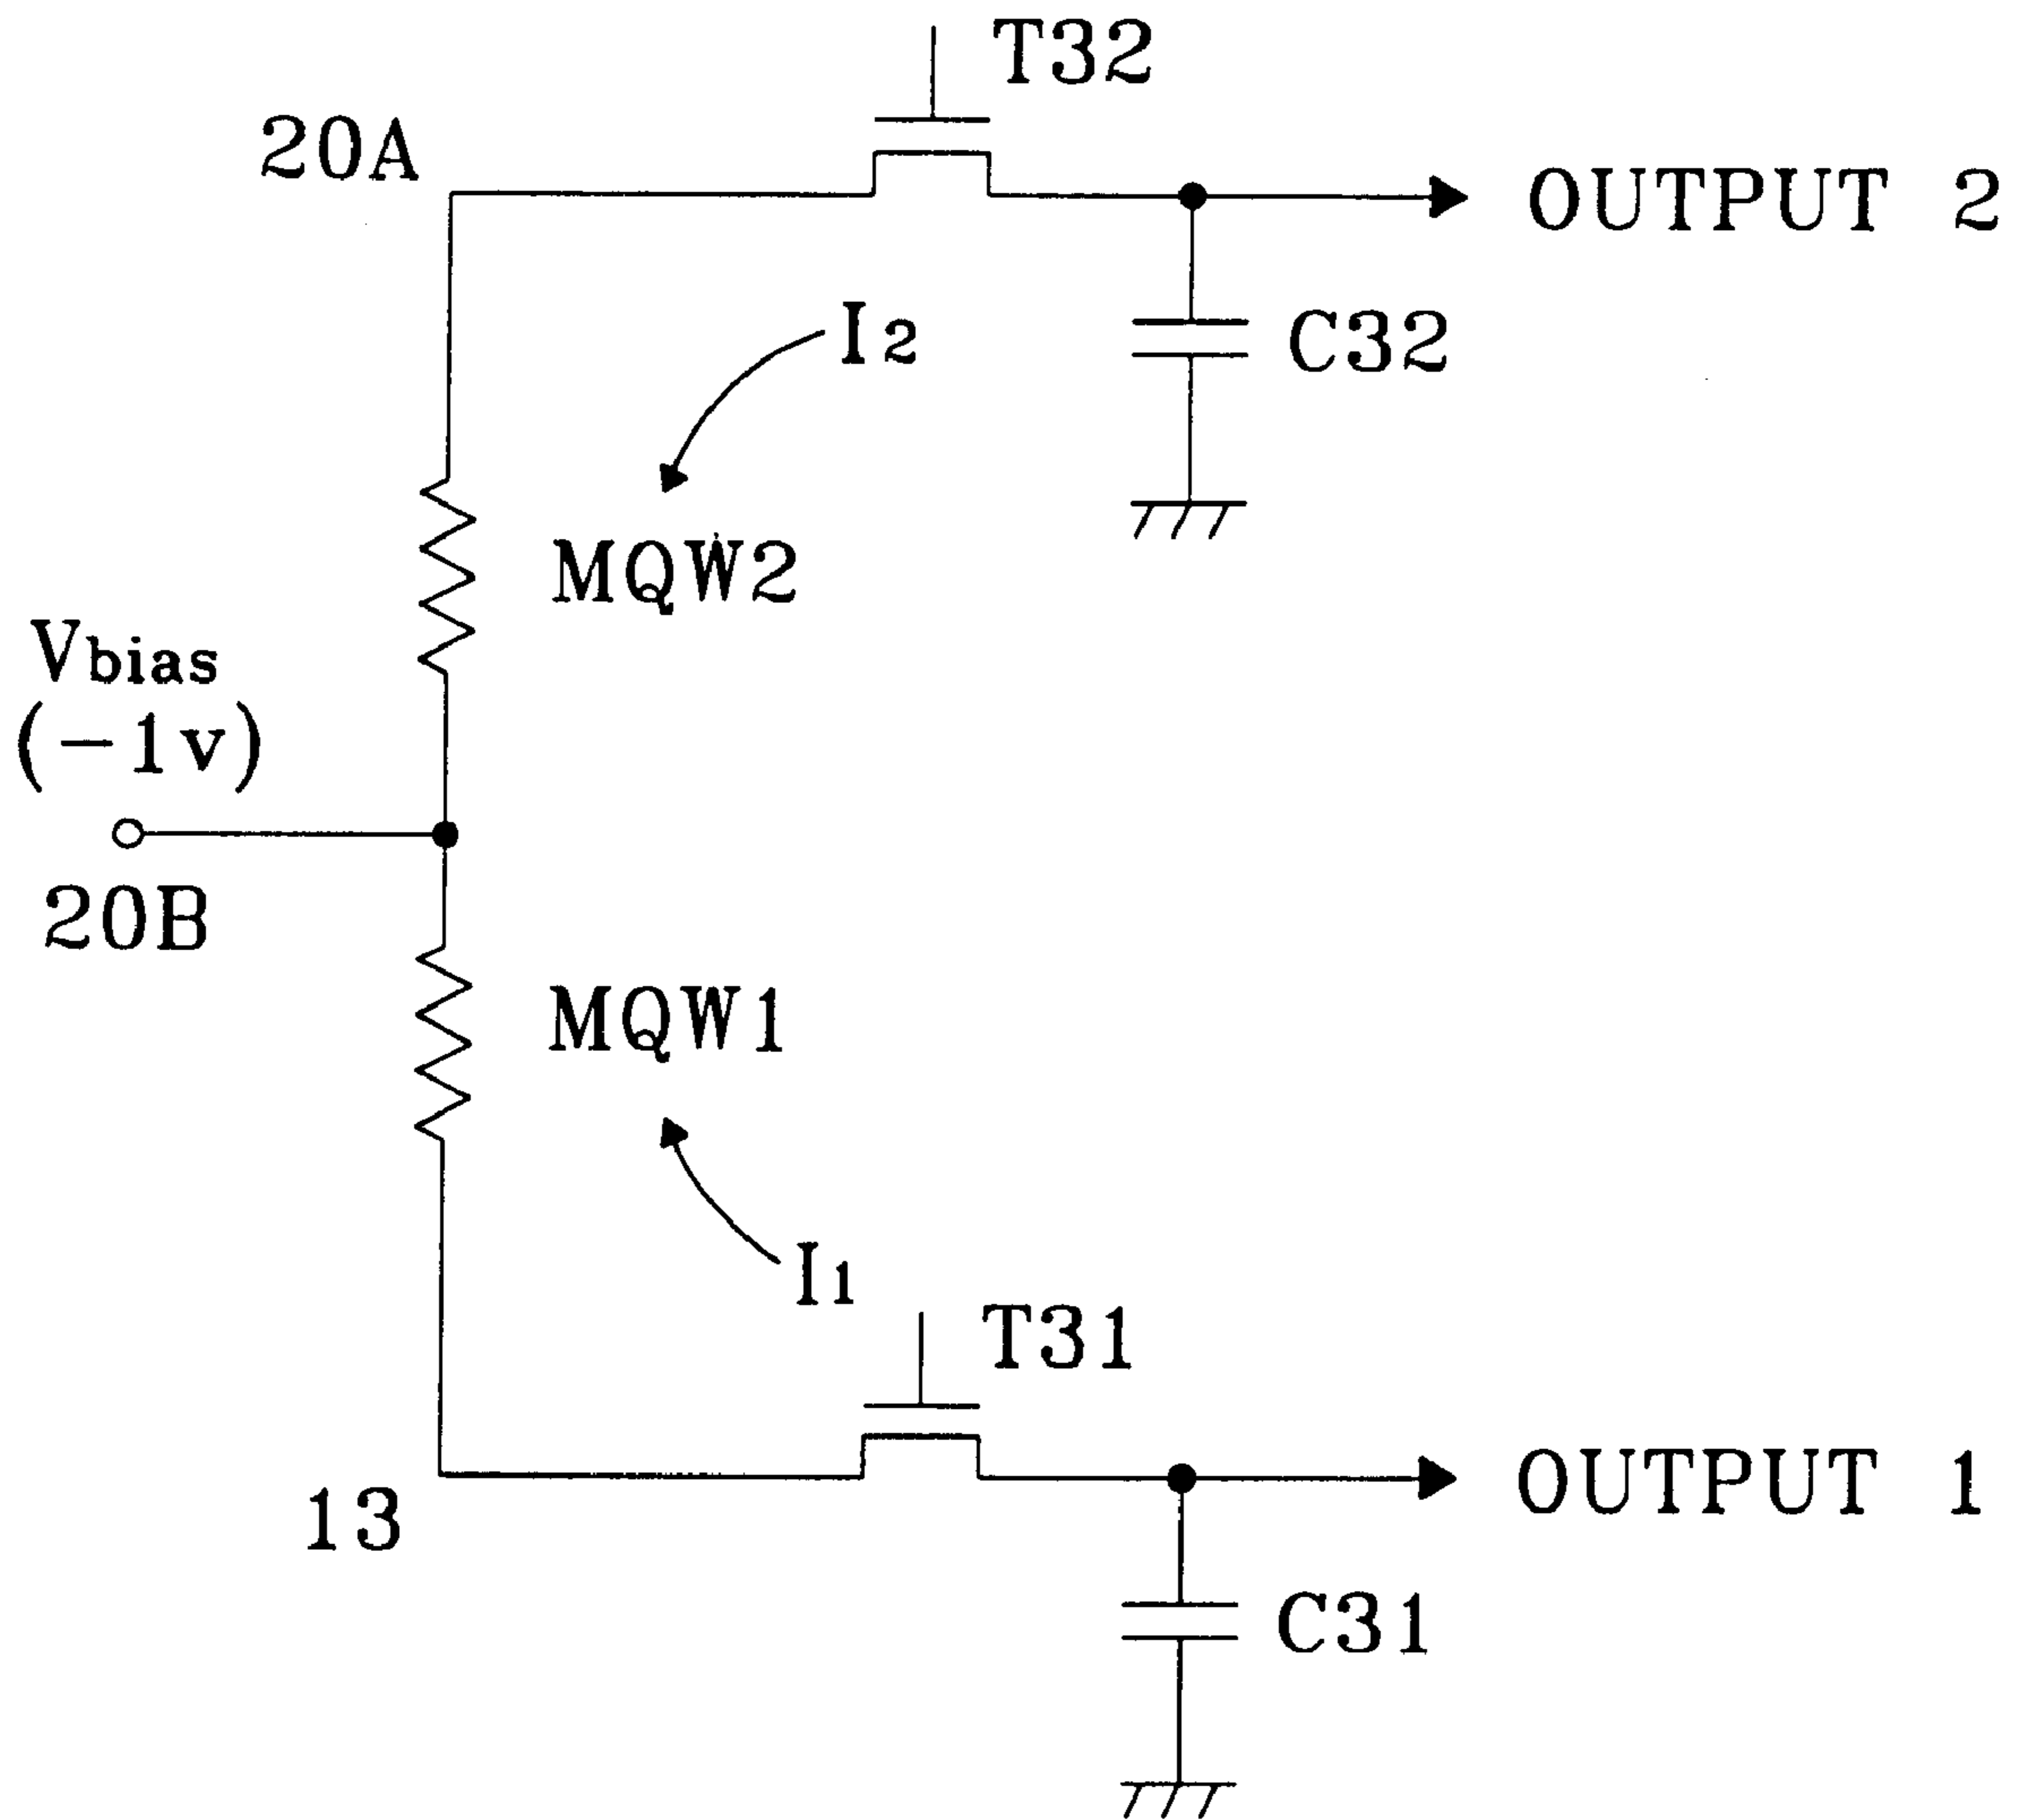 T32
20A
OUTPUT 2
I2
C32
MQW2
Vbias
(-1v)
20B
MQW1
I1
T31
13
OUTPUT 1
C31